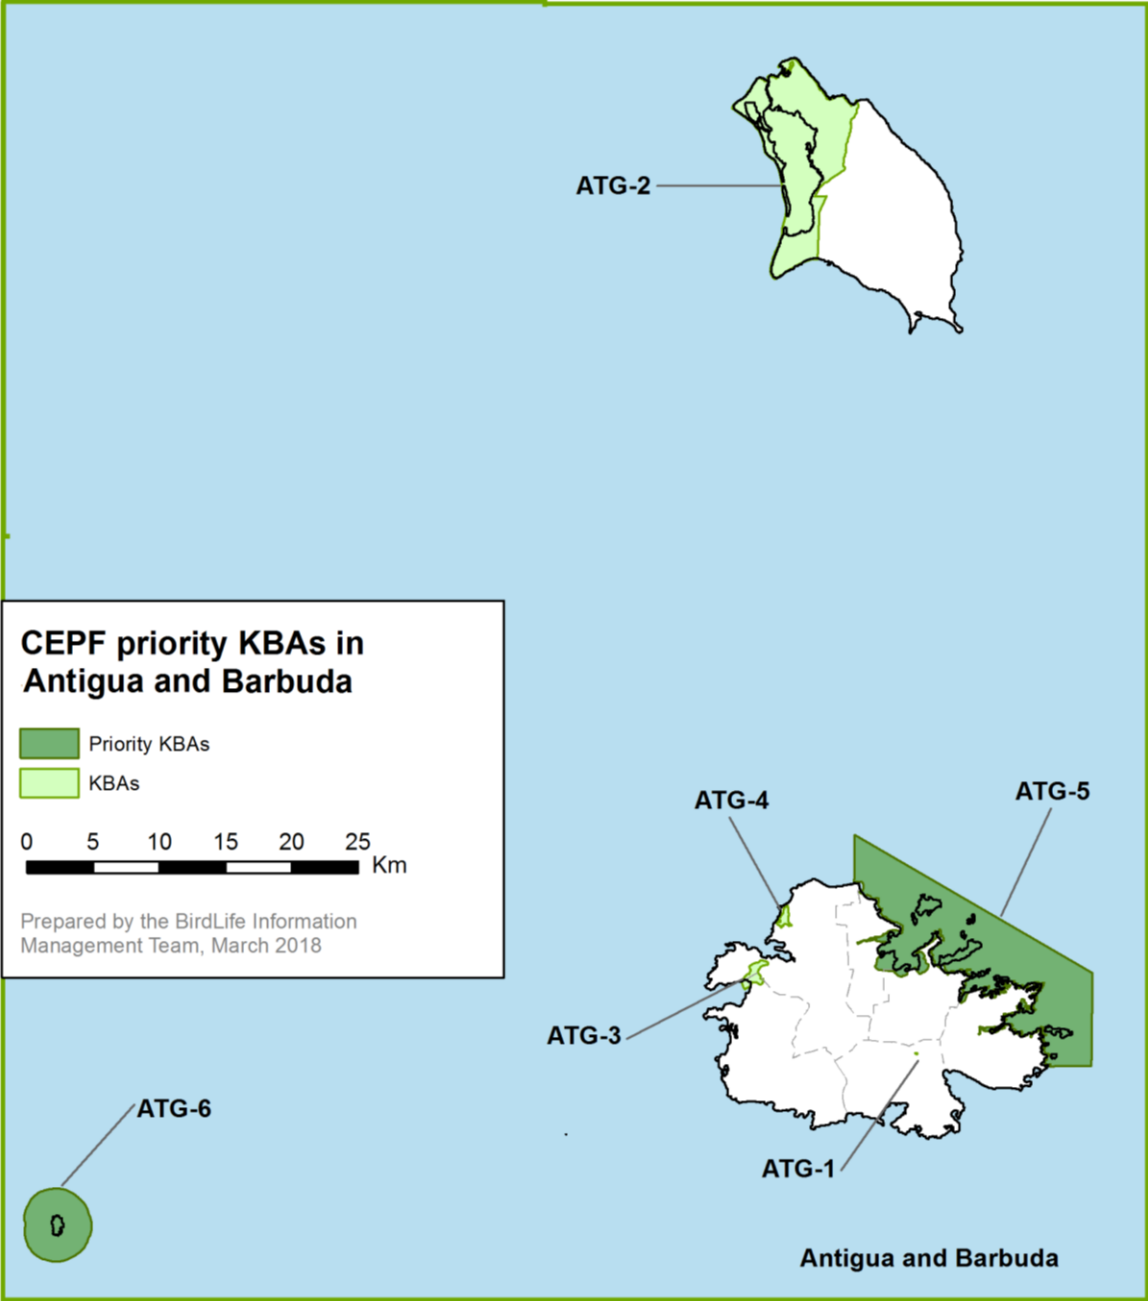 ATG-2
CEPF priority KBAs in
Antigua and Barbuda
Priority KBAs
KBAs
0 5 10 15 20 25
Km
Prepared by the BirdLife Information
Management Team, March 2018
ATG-4
ATG-5
ATG-3
ATG-6
ATG-1
Antigua and Barbuda